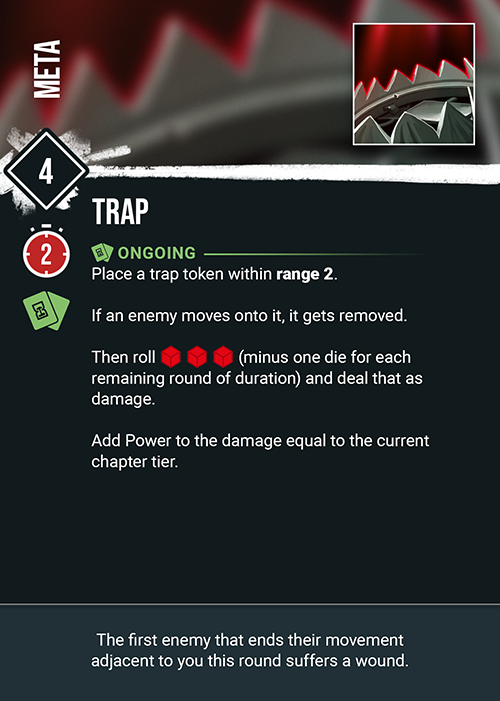 META
4
TRAP
2
ONGOING
Place a trap token within range 2.
If an enemy moves onto it, it gets removed.
Then roll (minus one die for each
remaining round of duration) and deal that as
damage.
Add Power to the damage equal to the current
chapter tier.
The first enemy that ends their movement
adjacent to you this round suffers a wound.